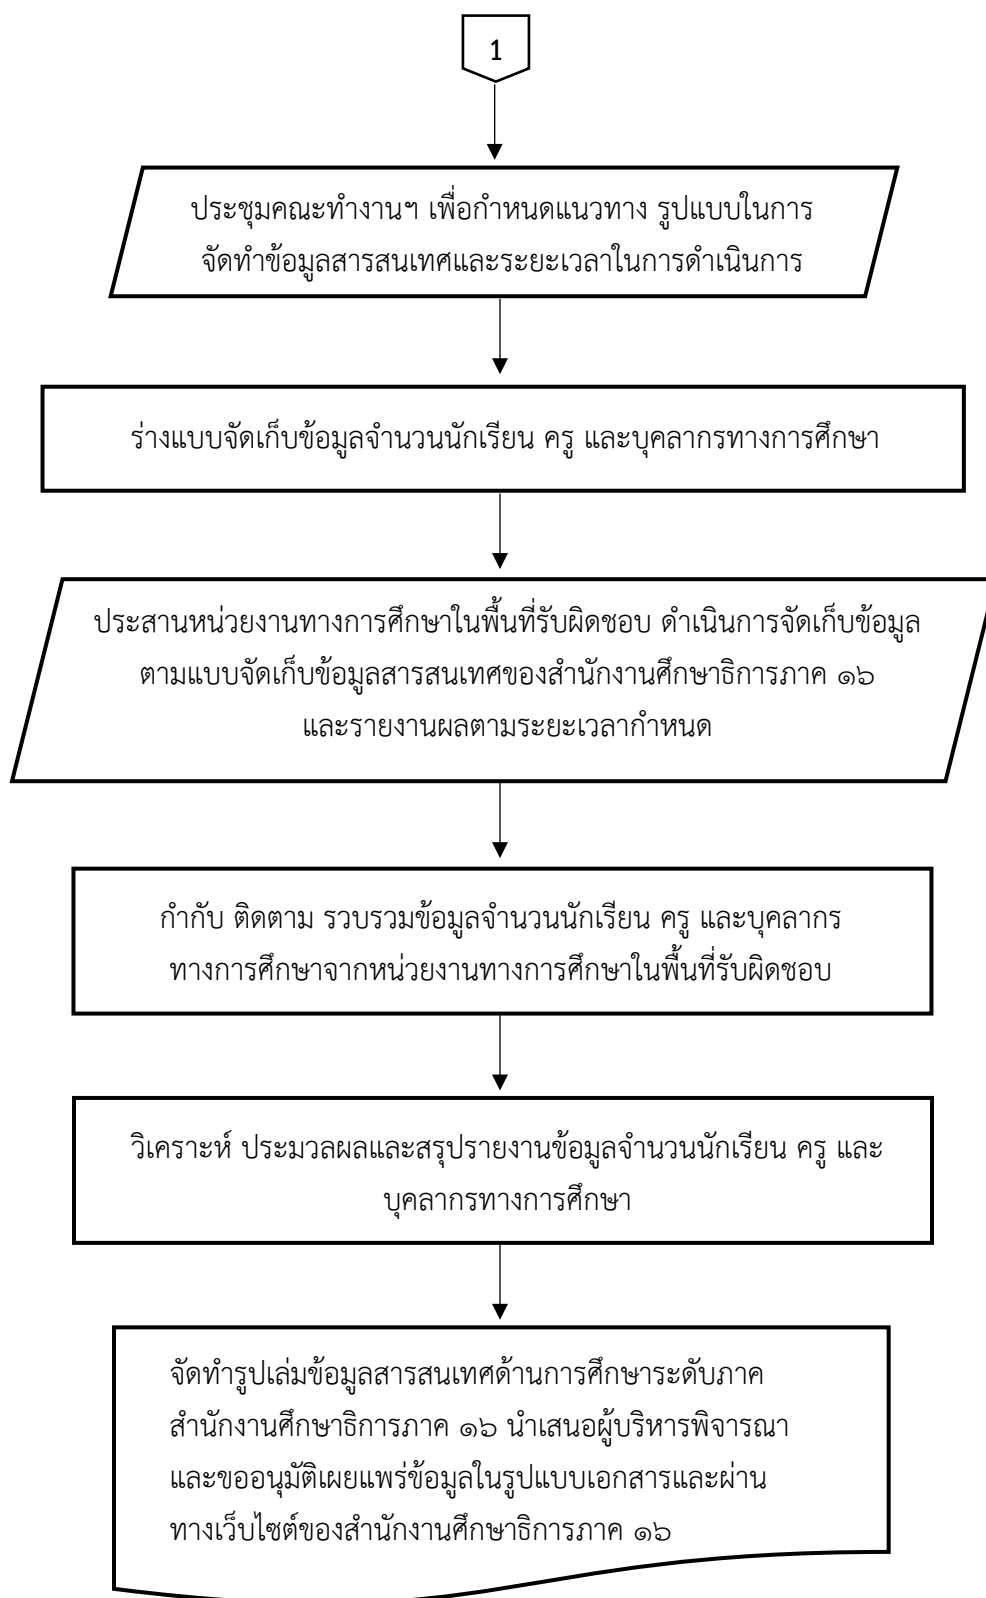 1
ประชุมคณะทำงานฯ เพื่อกำหนดแนวทาง รูปแบบในการ
จัดทำข้อมูลสารสนเทศและระยะเวลาในการดำเนินการ
ร่างแบบจัดเก็บข้อมูลจำนวนนักเรียน ครู และบุคลากรทางการศึกษา
ประสานหน่วยงานทางการศึกษาในพื้นที่รับผิดชอบ ดำเนินการจัดเก็บข้อมูล
ตามแบบจัดเก็บข้อมูลสารสนเทศของสำนักงานศึกษาธิการภาค ๑๖
และรายงานผลตามระยะเวลากำหนด
กำกับ ติดตาม รวบรวมข้อมูลจำนวนนักเรียน ครู และบุคลากร
ทางการศึกษาจากหน่วยงานทางการศึกษาในพื้นที่รับผิดชอบ
วิเคราะห์ ประมวลผลและสรุปรายงานข้อมูลจำนวนนักเรียน ครู และ
บุคลากรทางการศึกษา
จัดทำรูปเล่มข้อมูลสารสนเทศด้านการศึกษาระดับภาค
สำนักงานศึกษาธิการภาค ๑๖ นำเสนอผู้บริหารพิจารณา
และขออนุมัติเผยแพร่ข้อมูลในรูปแบบเอกสารและผ่าน
ทางเว็บไซต์ของสำนักงานศึกษาธิการภาค ๑๖